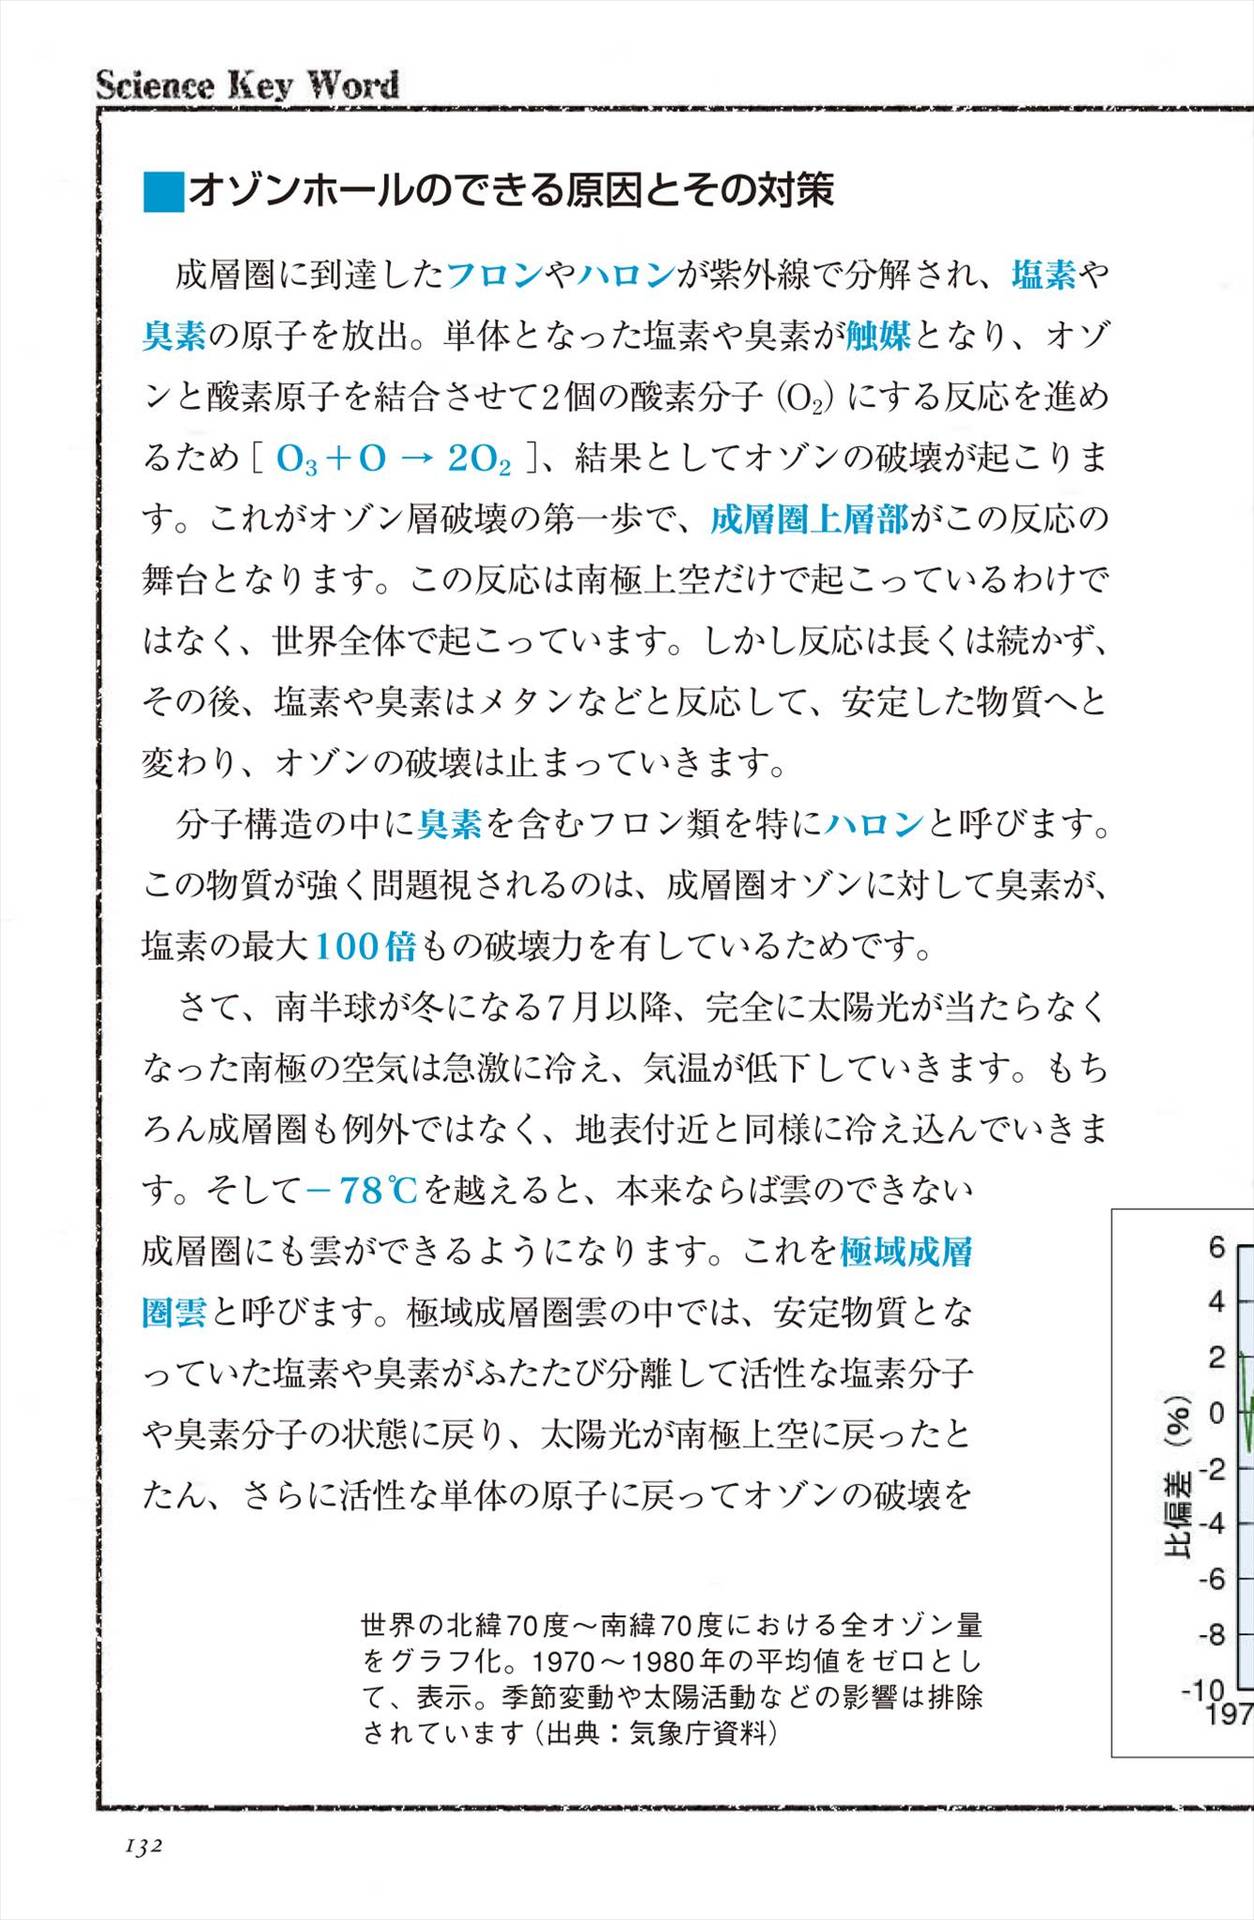 Science Key Word
■オゾンホールのできる原因とその対策
成層圏に到達したフロンやハロンが紫外線で分解され、塩素や
臭素の原子を放出。単体となった塩素や臭素が触媒となり、オゾ
ンと酸素原子を結合させて2個の酸素分子（O₂）にする反応を進め
るため［ O₃＋O → 2O₂ ］、結果としてオゾンの破壊が起こりま
す。これがオゾン層破壊の第一歩で、成層圏上層部がこの反応の
舞台となります。この反応は南極上空だけで起こっているわけで
はなく、世界全体で起こっています。しかし反応は長くは続かず、
その後、塩素や臭素はメタンなどと反応して、安定した物質へと
変わり、オゾンの破壊は止まっていきます。
分子構造の中に臭素を含むフロン類を特にハロンと呼びます。
この物質が強く問題視されるのは、成層圏オゾンに対して臭素が、
塩素の最大100倍もの破壊力を有しているためです。
さて、南半球が冬になる7月以降、完全に太陽光が当たらなく
なった南極の空気は急激に冷え、気温が低下していきます。もち
ろん成層圏も例外ではなく、地表付近と同様に冷え込んでいきま
す。そして－78℃を越えると、本来ならば雲のできない
成層圏にも雲ができるようになります。これを極域成層
圏雲と呼びます。極域成層圏雲の中では、安定物質とな
っていた塩素や臭素がふたたび分離して活性な塩素分子
や臭素分子の状態に戻り、太陽光が南極上空に戻ったと
たん、さらに活性な単体の原子に戻ってオゾンの破壊を
世界の北緯70度～南緯70度における全オゾン量
をグラフ化。1970～1980年の平均値をゼロとし
て、表示。季節変動や太陽活動などの影響は排除
されています（出典：気象庁資料）
比偏差（%）
6
4
2
0
-2
-4
-6
-8
-10
197
132